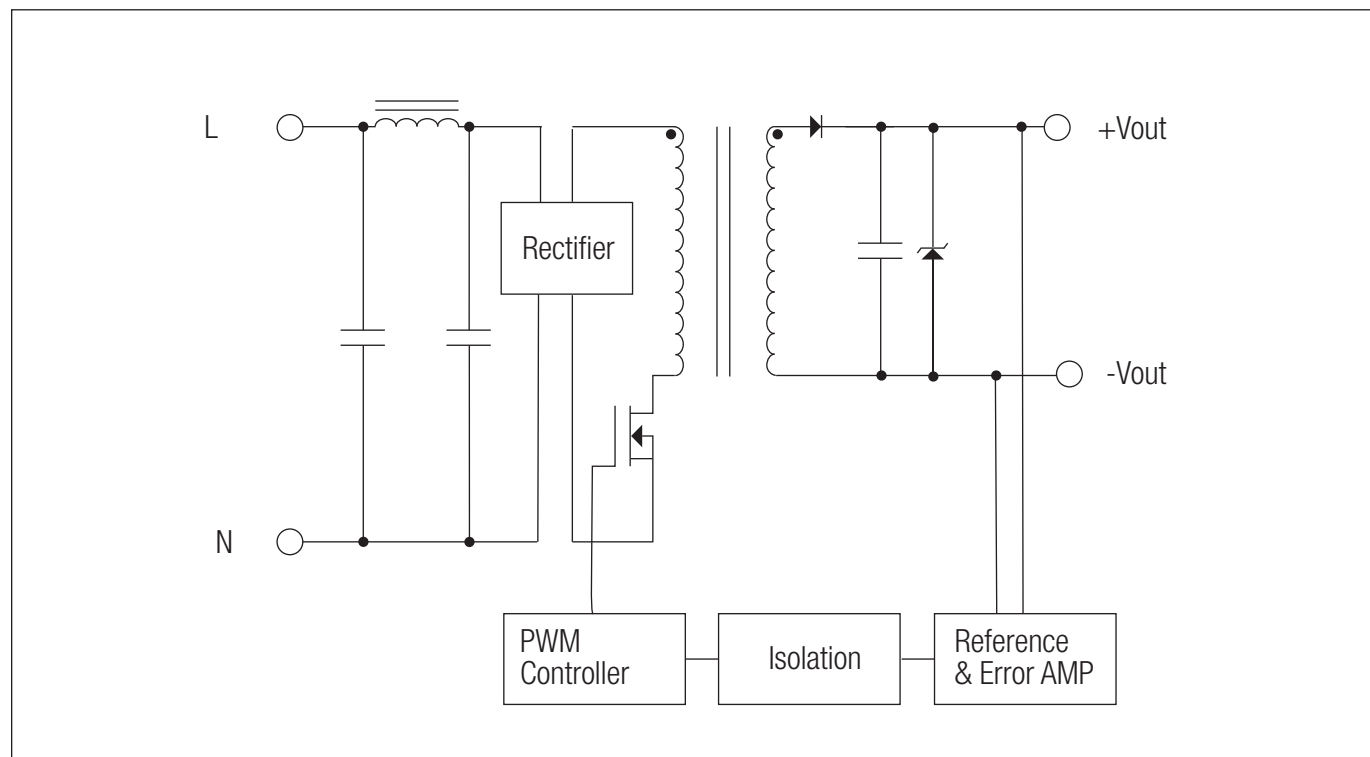 L
+Vout
Rectifier
-Vout
N
PWM
Controller
Isolation
Reference
& Error AMP